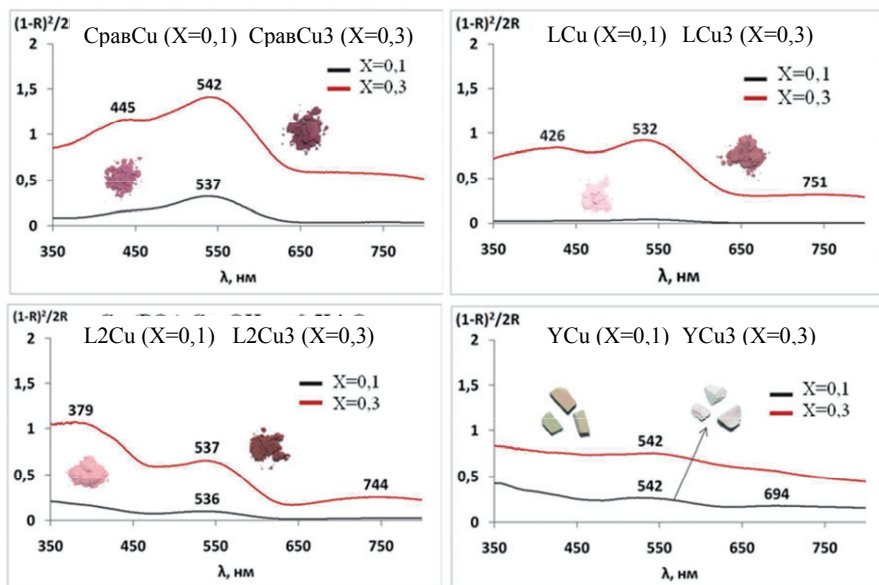 (1-R)²/2R
СравCu (X=0,1) СравCu3 (X=0,3)
2
1,5
1
0,5
0
X=0,1
X=0,3
445
542
537
350 450 550 650 750
λ, нм
(1-R)²/2R
LCu (X=0,1) LCu3 (X=0,3)
2
1,5
1
0,5
0
X=0,1
X=0,3
426
532
751
350 450 550 650 750
λ, нм
(1-R)²/2R
L2Cu (X=0,1) L2Cu3 (X=0,3)
2
1,5
1
0,5
0
X=0,1
X=0,3
379
537
536
744
350 450 550 650 750
λ, нм
(1-R)²/2R
YCu (X=0,1) YCu3 (X=0,3)
2
1,5
1
0,5
0
X=0,1
X=0,3
542
542
694
350 450 550 650 750
λ, нм